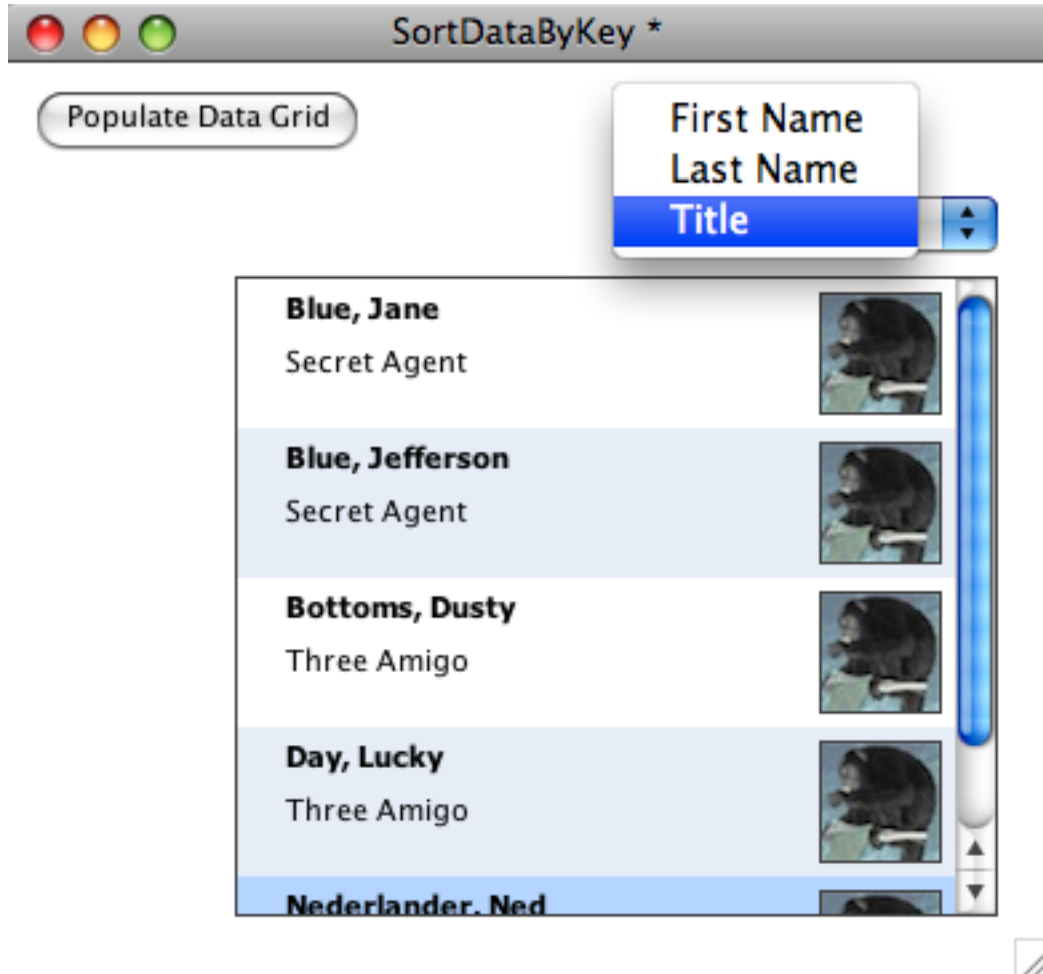 SortDataByKey *
Populate Data Grid
First Name
Last Name
Title
Blue, Jane
Secret Agent
Blue, Jefferson
Secret Agent
Bottoms, Dusty
Three Amigo
Day, Lucky
Three Amigo
Nederlander, Ned